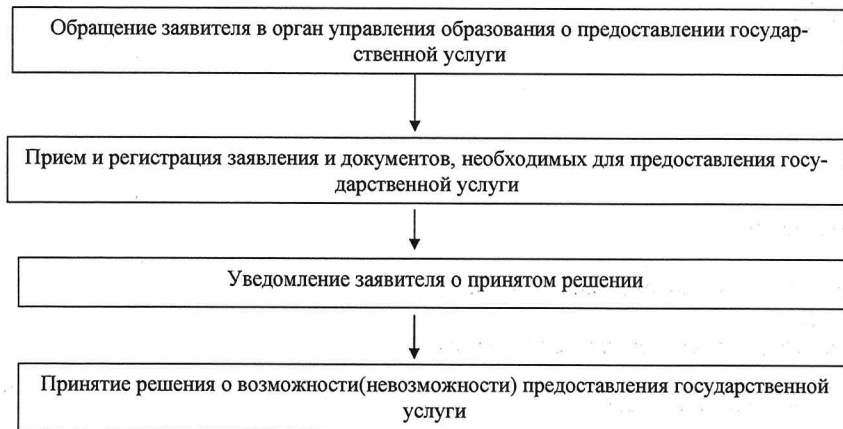 Обращение заявителя в орган управления образования о предоставлении государ-
ственной услуги
Прием и регистрация заявления и документов, необходимых для предоставления госу-
дарственной услуги
Уведомление заявителя о принятом решении
Принятие решения о возможности(невозможности) предоставления государственной
услуги